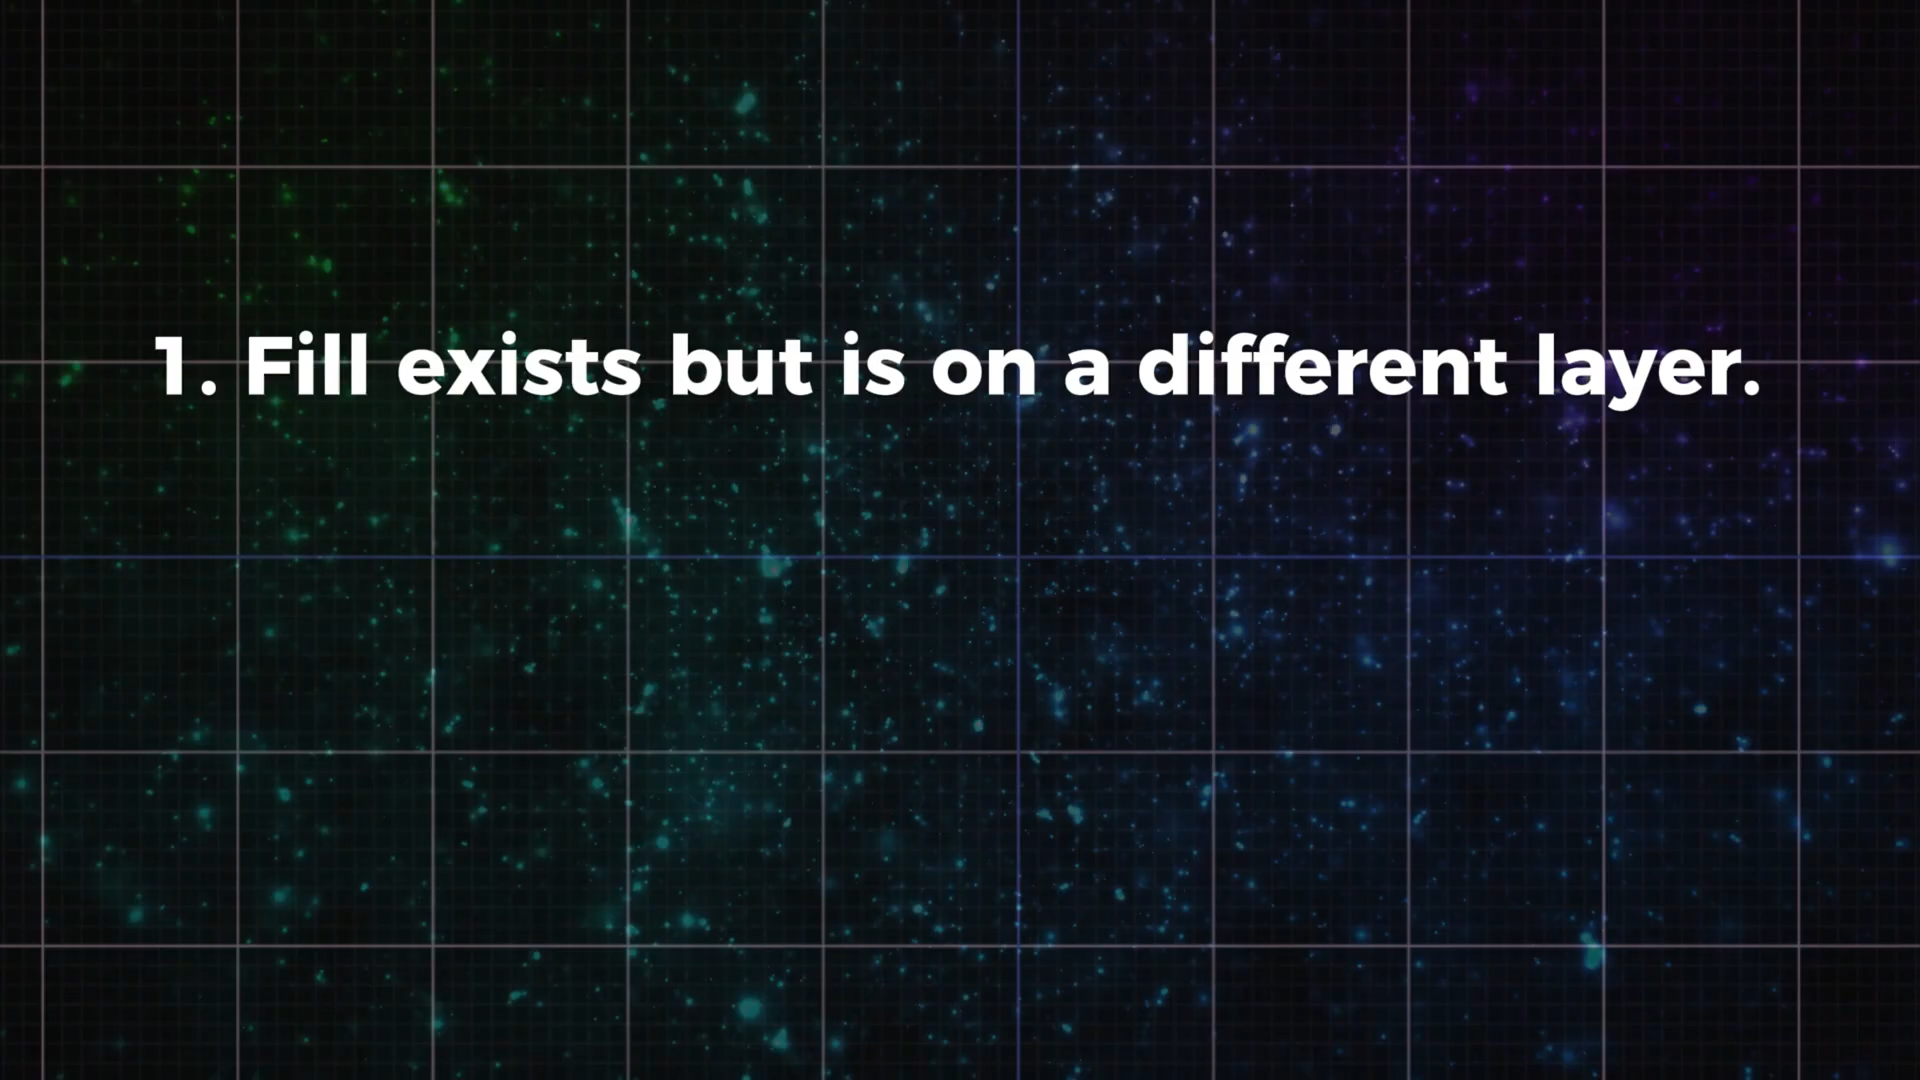 1. Fill exists but is on a different layer.